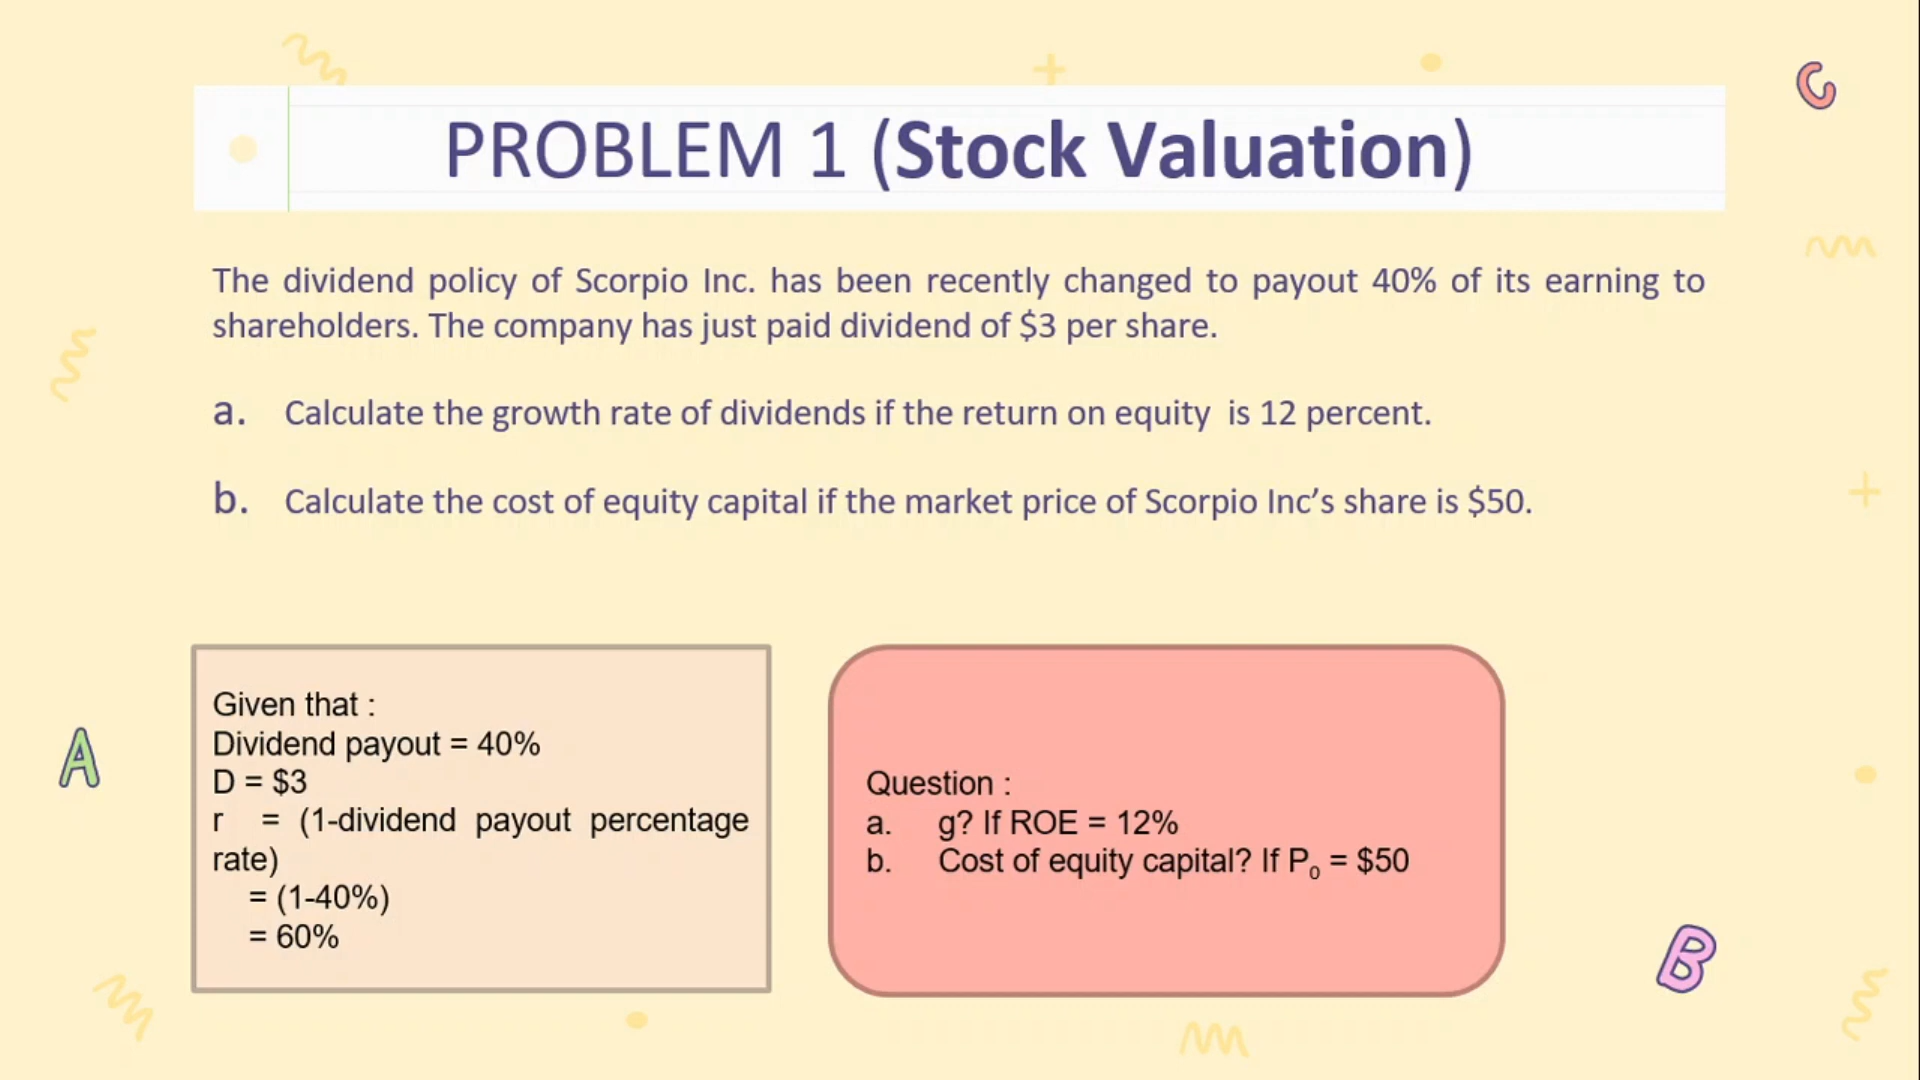 C
PROBLEM 1 (Stock Valuation)
The dividend policy of Scorpio Inc. has been recently changed to payout 40% of its earning to
shareholders. The company has just paid dividend of $3 per share.
a. Calculate the growth rate of dividends if the return on equity is 12 percent.
b. Calculate the cost of equity capital if the market price of Scorpio Inc’s share is $50.
A
Given that :
Dividend payout = 40%
D = $3
r = (1-dividend payout percentage
rate)
= (1-40%)
= 60%
Question :
a. g? If ROE = 12%
b. Cost of equity capital? If P₀ = $50
B